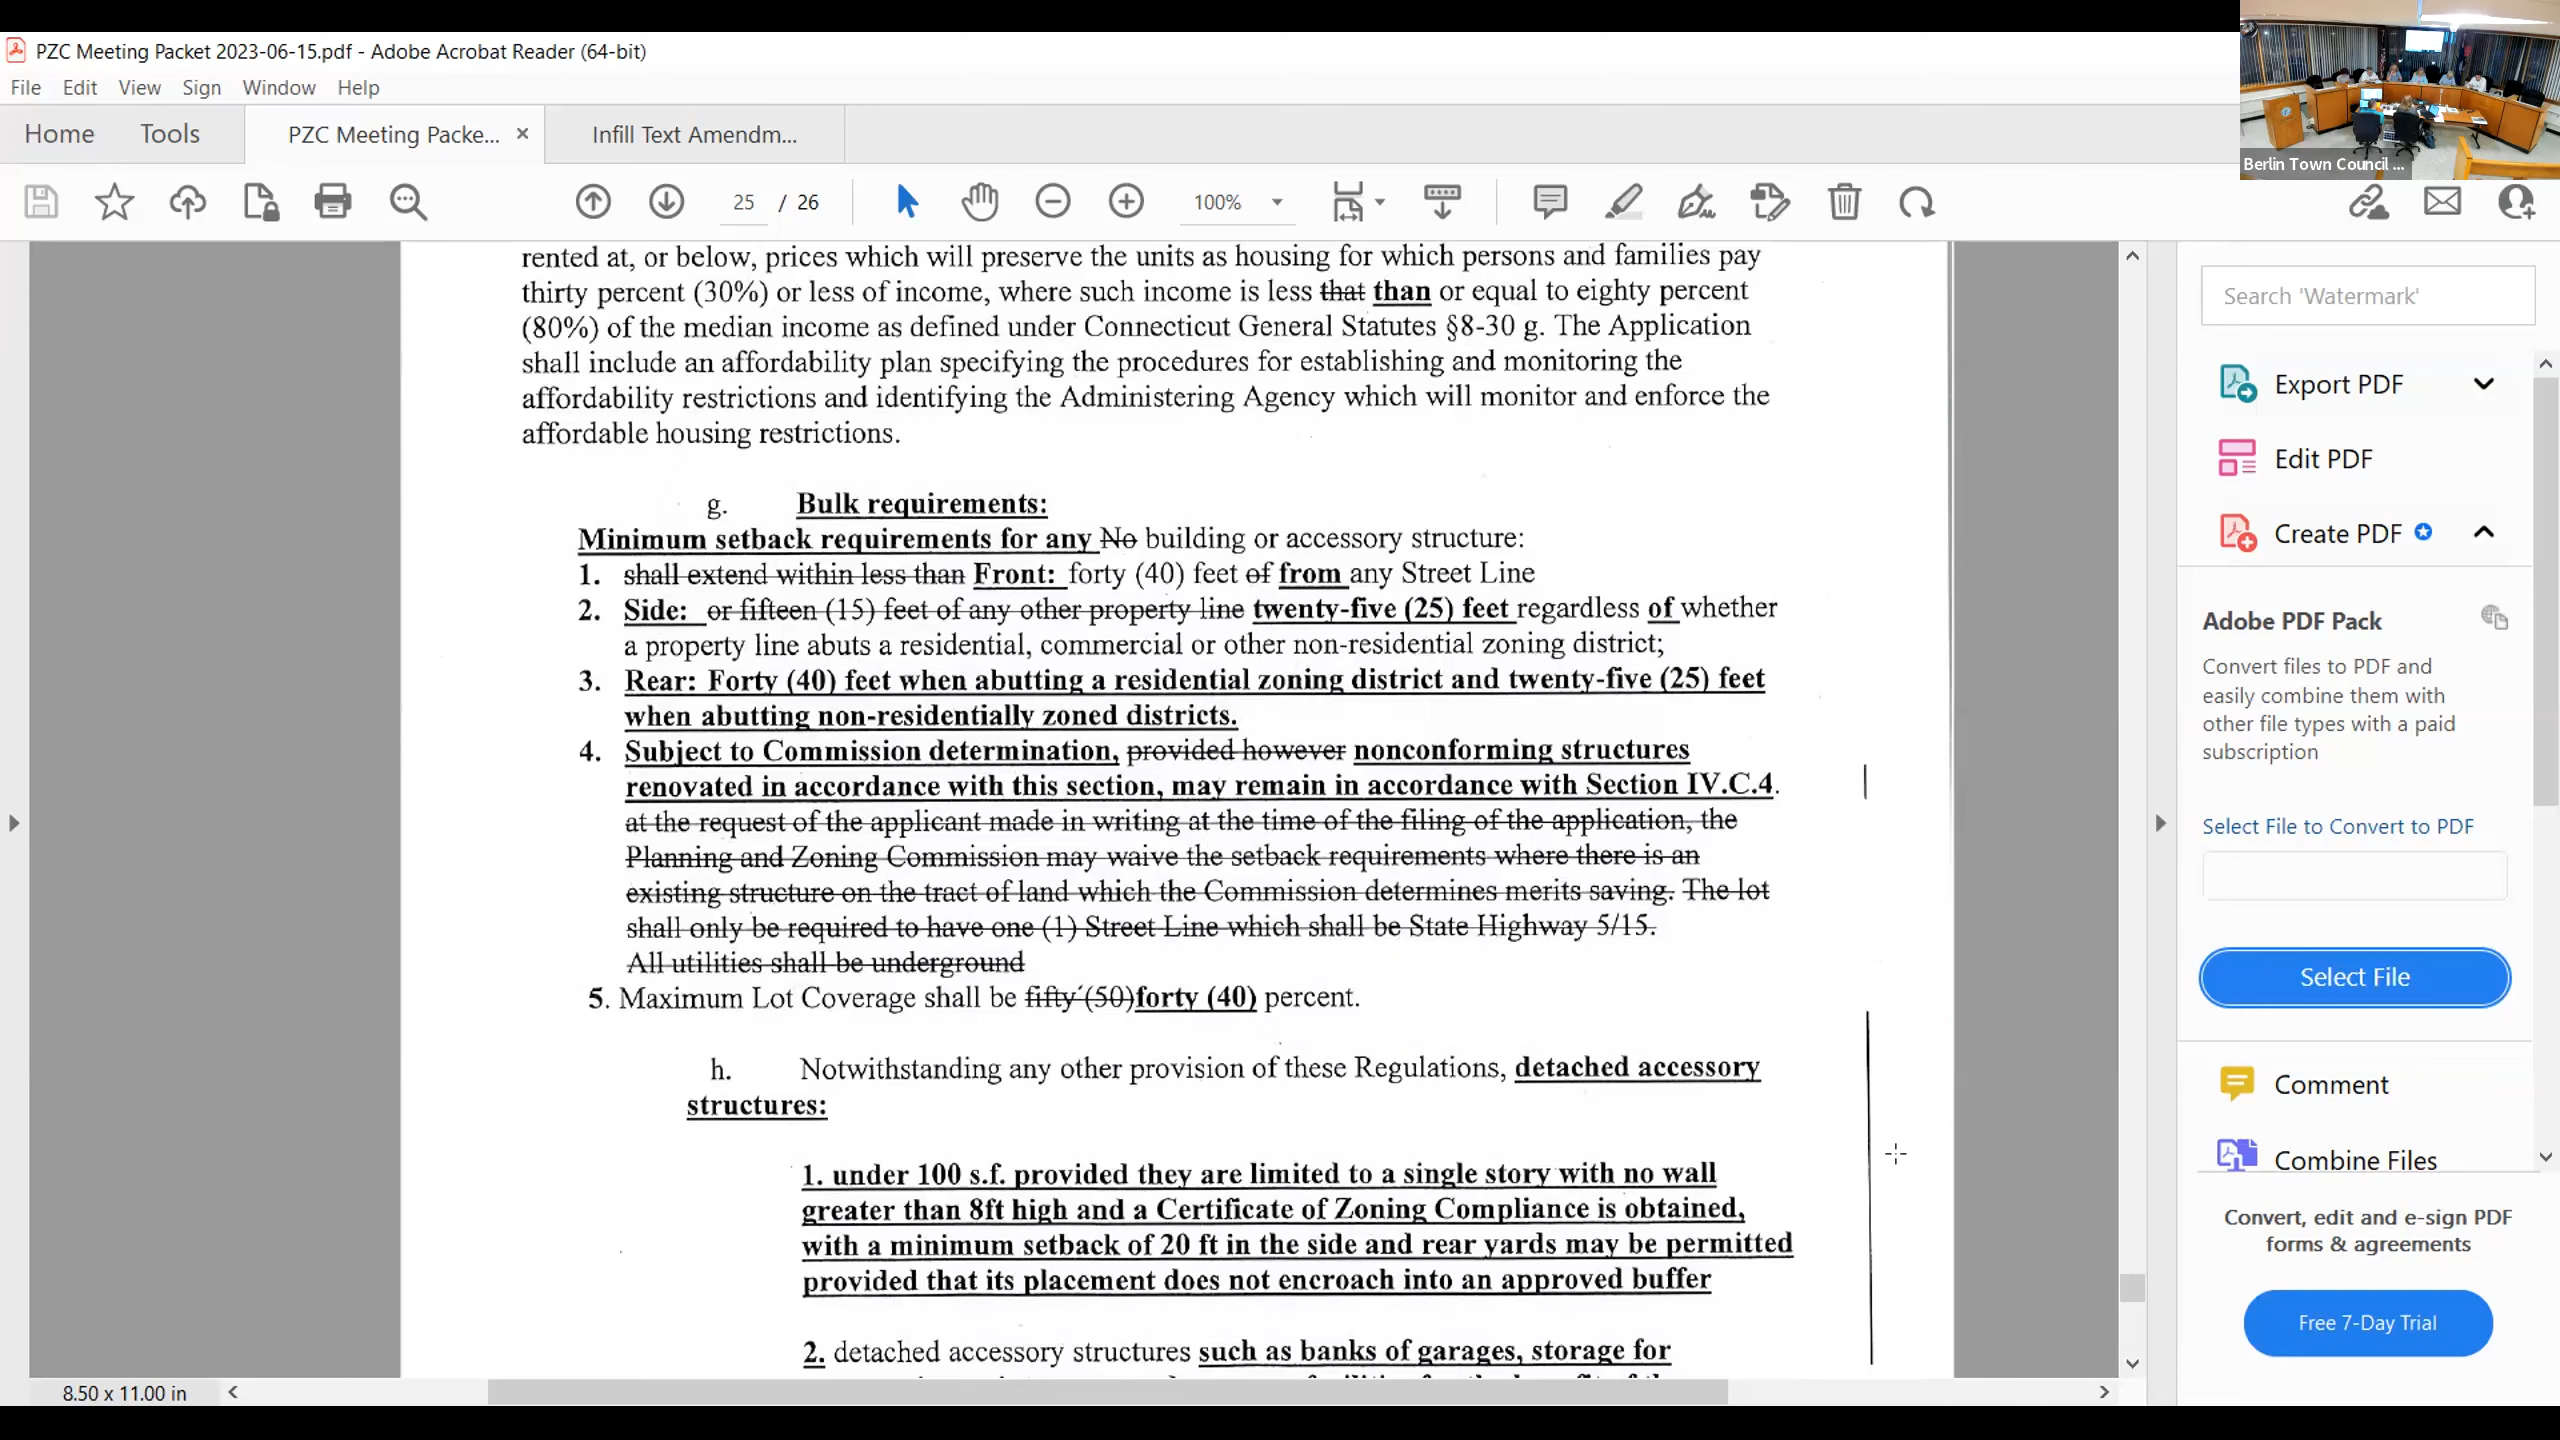 PZC Meeting Packet 2023-06-15.pdf - Adobe Acrobat Reader (64-bit)
File Edit View Sign Window Help
Home Tools PZC Meeting Packe... × Infill Text Amendm...
25 / 26 100%
Berlin Town Council ...
rented at, or below, prices which will preserve the units as housing for which persons and families pay
thirty percent (30%) or less of income, where such income is less that than or equal to eighty percent
(80%) of the median income as defined under Connecticut General Statutes §8-30 g. The Application
shall include an affordability plan specifying the procedures for establishing and monitoring the
affordability restrictions and identifying the Administering Agency which will monitor and enforce the
affordable housing restrictions.
g. Bulk requirements:
Minimum setback requirements for any No building or accessory structure:
1. shall extend within less than Front: forty (40) feet of from any Street Line
2. Side: or fifteen (15) feet of any other property line twenty-five (25) feet regardless of whether
a property line abuts a residential, commercial or other non-residential zoning district;
3. Rear: Forty (40) feet when abutting a residential zoning district and twenty-five (25) feet
when abutting non-residentially zoned districts.
4. Subject to Commission determination, provided however nonconforming structures
renovated in accordance with this section, may remain in accordance with Section IV.C.4.
at the request of the applicant made in writing at the time of the filing of the application, the
Planning and Zoning Commission may waive the setback requirements where there is an
existing structure on the tract of land which the Commission determines merits saving. The lot
shall only be required to have one (1) Street Line which shall be State Highway 5/15.
All utilities shall be underground
5. Maximum Lot Coverage shall be fifty (50)forty (40) percent.
h. Notwithstanding any other provision of these Regulations, detached accessory
structures:
1. under 100 s.f. provided they are limited to a single story with no wall
greater than 8ft high and a Certificate of Zoning Compliance is obtained,
with a minimum setback of 20 ft in the side and rear yards may be permitted
provided that its placement does not encroach into an approved buffer
2. detached accessory structures such as banks of garages, storage for
8.50 x 11.00 in
Search 'Watermark'
Export PDF
Edit PDF
Create PDF
Adobe PDF Pack
Convert files to PDF and
easily combine them with
other file types with a paid
subscription
Select File to Convert to PDF
Select File
Comment
Combine Files
Convert, edit and e-sign PDF
forms & agreements
Free 7-Day Trial